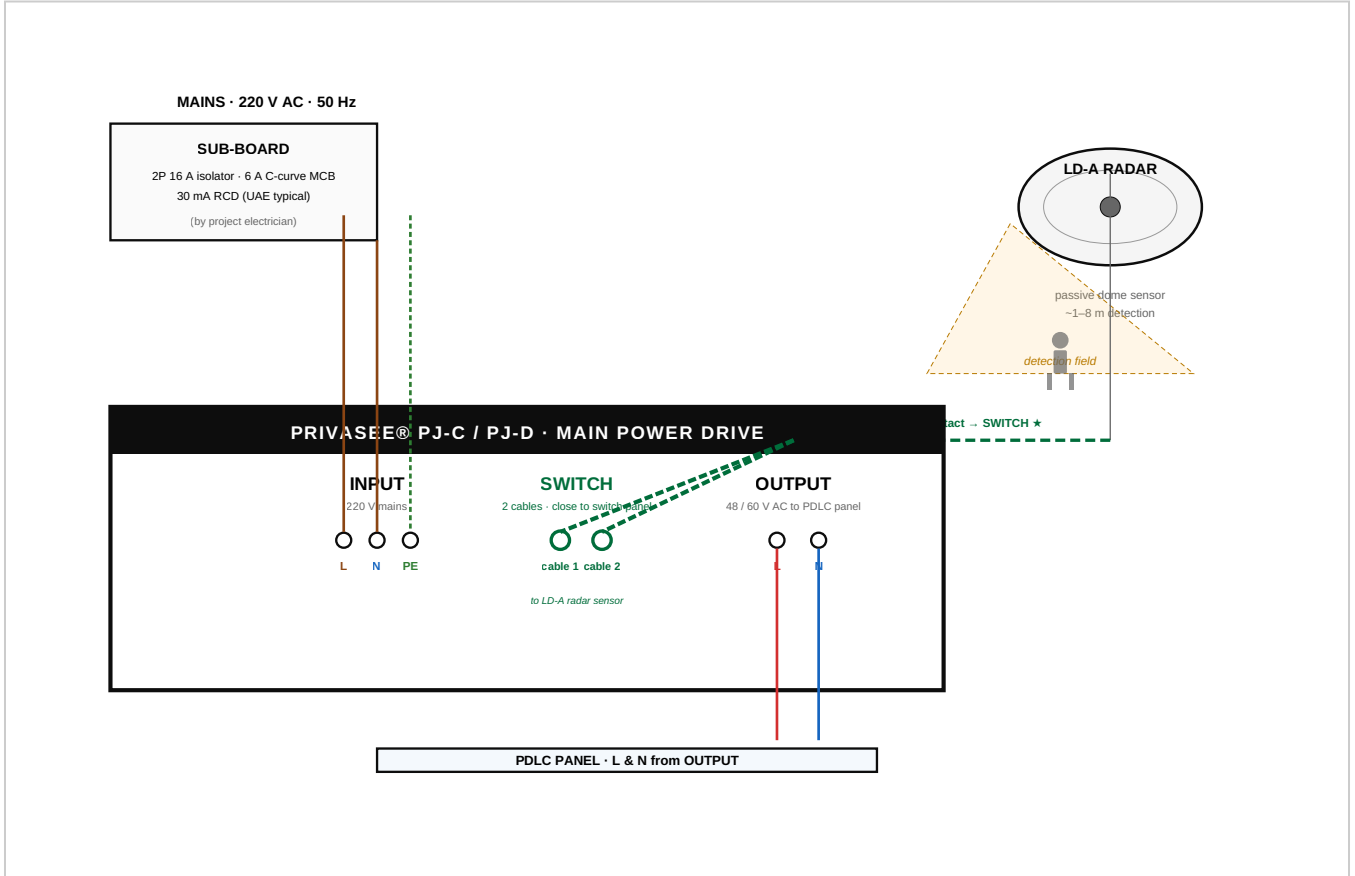 MAINS · 220 V AC · 50 Hz
SUB-BOARD
2P 16 A isolator · 6 A C-curve MCB
30 mA RCD (UAE typical)
(by project electrician)
LD-A RADAR
passive dome sensor
~1–8 m detection
detection field
tact → SWITCH ★
PRIVASEE® PJ-C / PJ-D · MAIN POWER DRIVE
INPUT
220 V mains
L N PE
SWITCH
2 cables · close to switch panel
cable 1 cable 2
to LD-A radar sensor
OUTPUT
48 / 60 V AC to PDLC panel
L N
PDLC PANEL · L & N from OUTPUT